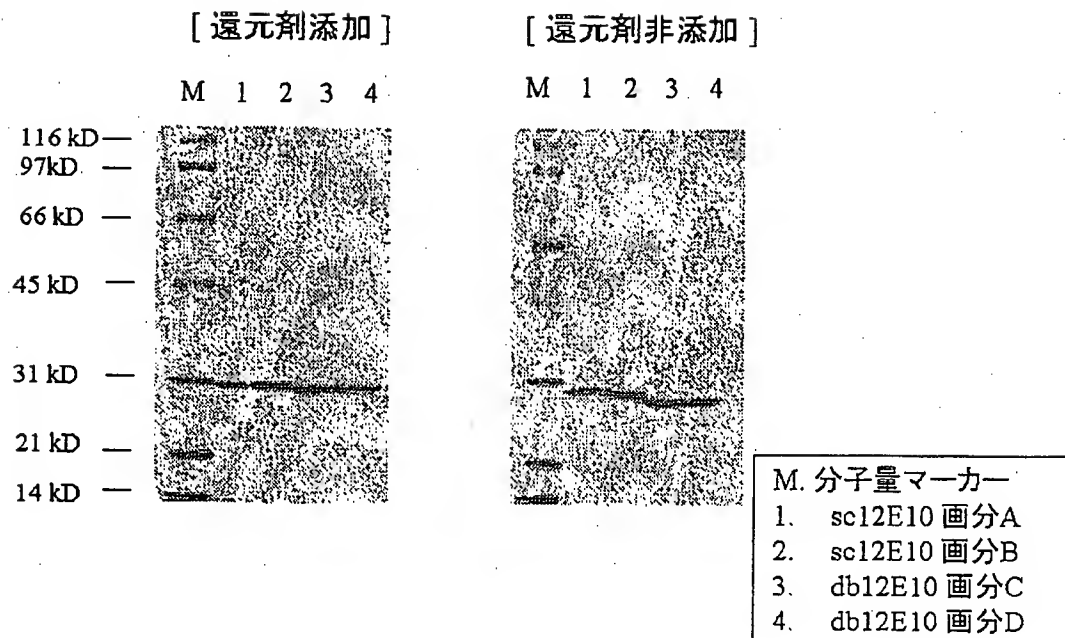 [ 還元剤添加 ]
[ 還元剤非添加 ]
M 1 2 3 4
M 1 2 3 4
116 kD
97kD
66 kD
45 kD
31 kD
21 kD
14 kD
M. 分子量マーカー
1. sc12E10 画分A
2. sc12E10 画分B
3. db12E10 画分C
4. db12E10 画分D